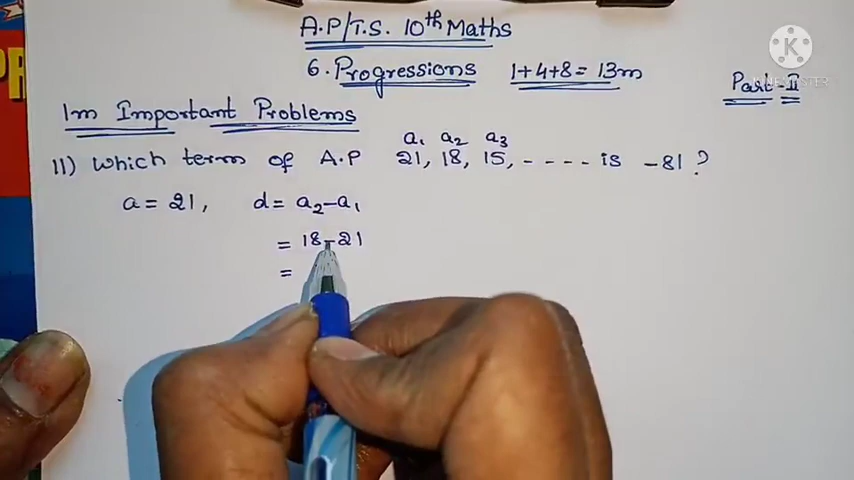 A.P/T.S. 10th Maths
6. Progressions 1+4+8= 13m
Part-II
1m Important Problems
a1 a2 a3
11) Which term of A.P 21, 18, 15, - - - - is -81 ?
a = 21, d = a2-a1
= 18-21
=
K